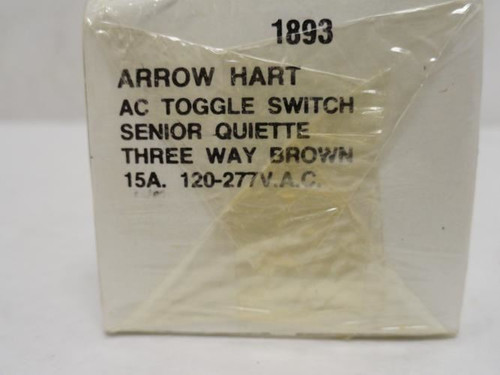 1893
ARROW HART
AC TOGGLE SWITCH
SENIOR QUIETTE
THREE WAY BROWN
15A. 120-277V.A.C.